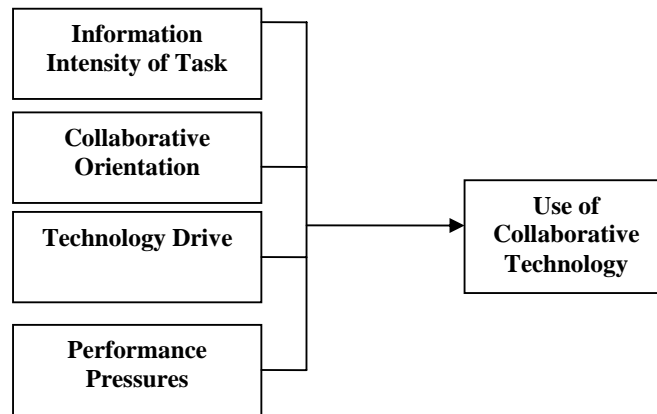 Information
Intensity of Task
Collaborative
Orientation
Technology Drive
Performance
Pressures
Use of
Collaborative
Technology